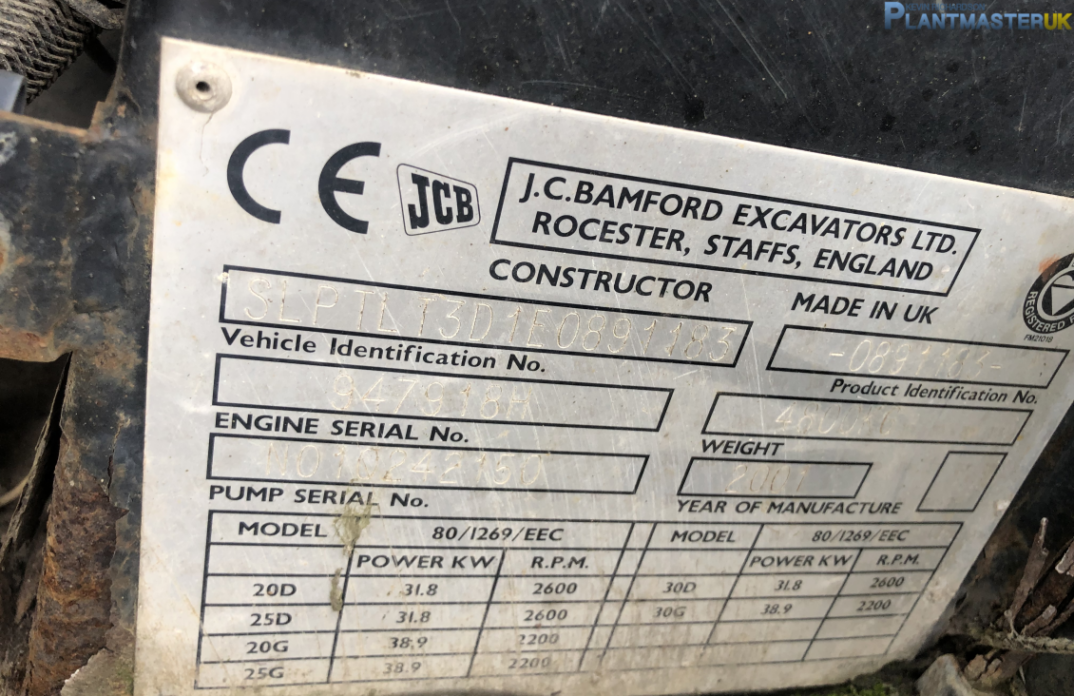 PLANTMASTERUK
CE JCB J.C.BAMFORD EXCAVATORS LTD.
ROCESTER, STAFFS, ENGLAND
CONSTRUCTOR
MADE IN UK
SLPTLT3D1E0891183
Vehicle Identification No.
Product Identification No.
ENGINE SERIAL No.
WEIGHT
2001
PUMP SERIAL No.
YEAR OF MANUFACTURE
MODEL 80/1269/EEC MODEL 80/1269/EEC
POWER KW R.P.M. POWER KW R.P.M.
20D 31.8 2600 30D 31.8 2600
25D 31.8 2600 30G 38.9 2200
20G 38.9 2200
25G 38.9 2200
REGISTERED
FM21018